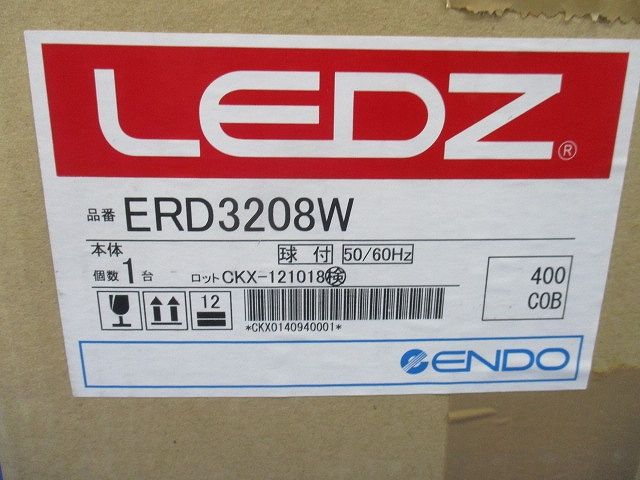 LEDZ®
品番 ERD3208W
本体 球付 50/60Hz
個数 1 台 ロット CKX-121018 検
400
COB
12
*CKX0140940001*
ENDO